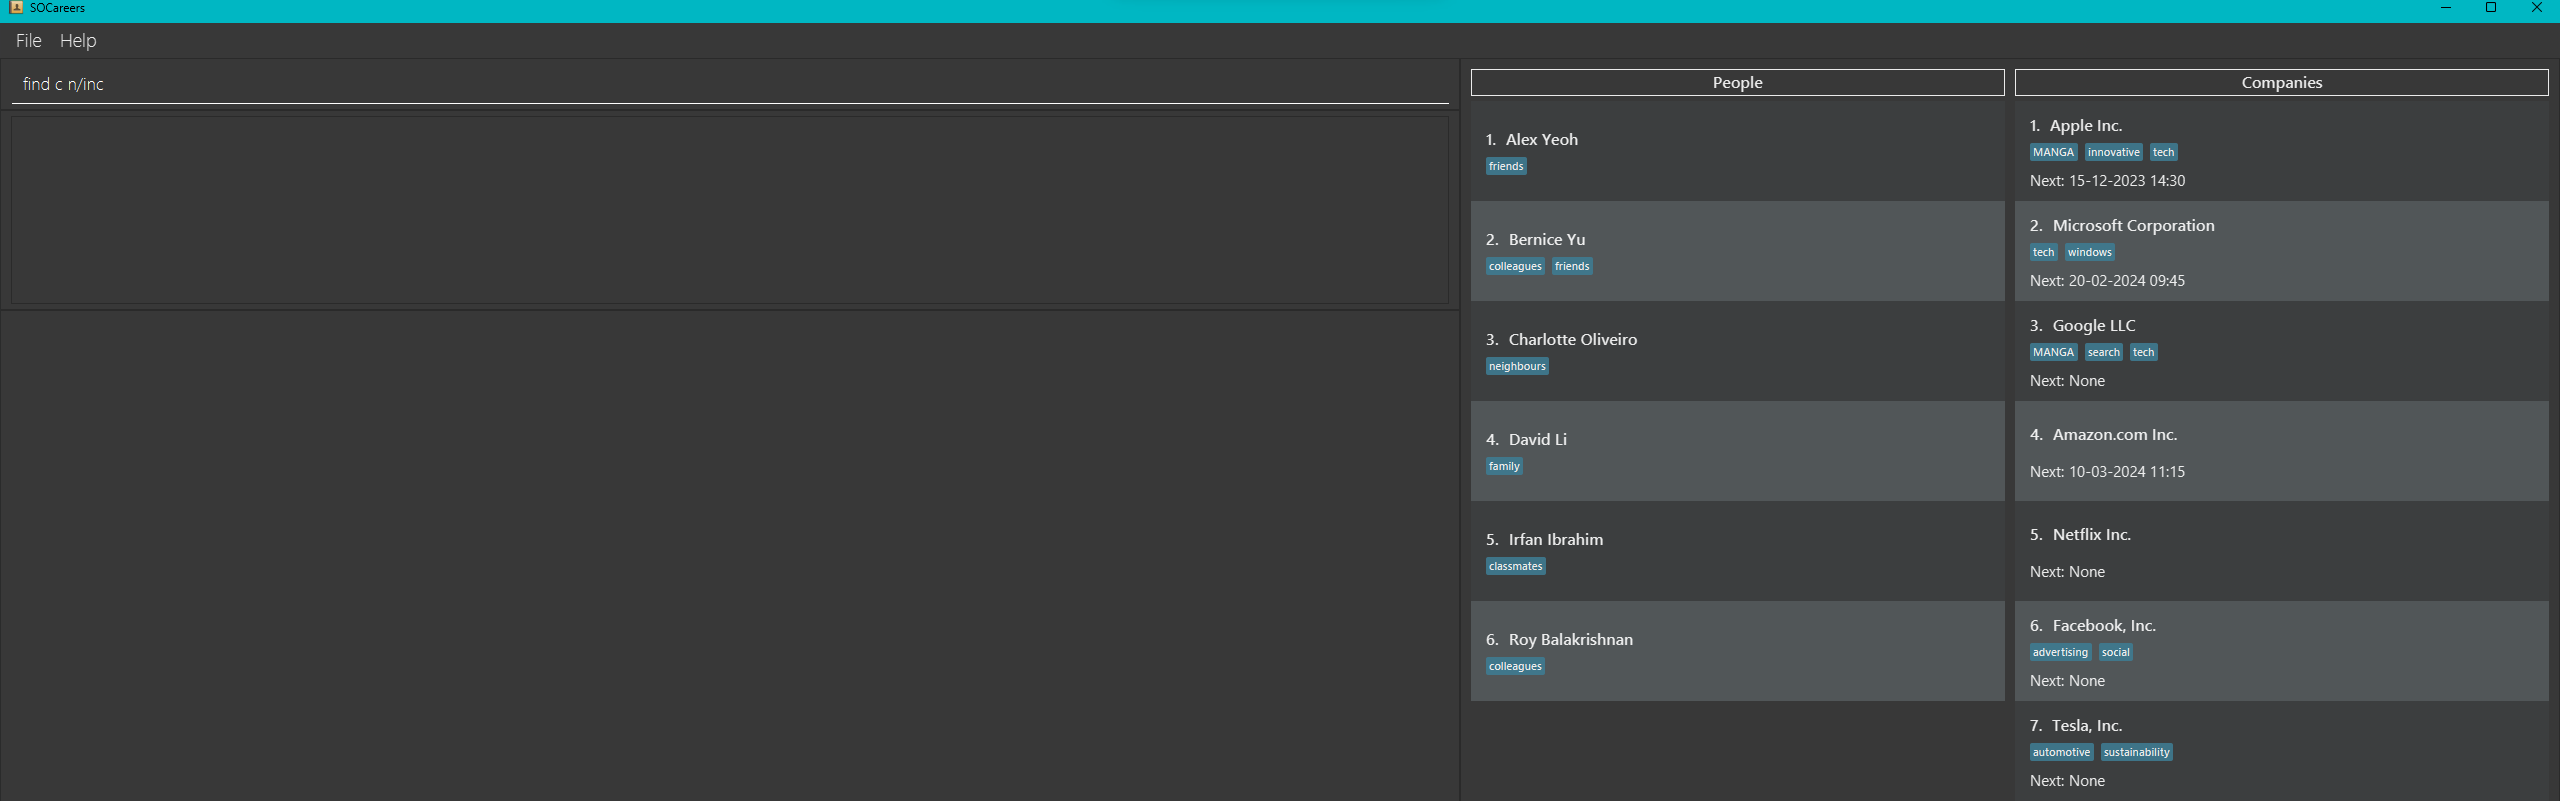 SOCareers
File Help
find c n/inc
People
1. Alex Yeoh
friends
2. Bernice Yu
colleagues friends
3. Charlotte Oliveiro
neighbours
4. David Li
family
5. Irfan Ibrahim
classmates
6. Roy Balakrishnan
colleagues
Companies
1. Apple Inc.
MANGA innovative tech
Next: 15-12-2023 14:30
2. Microsoft Corporation
tech windows
Next: 20-02-2024 09:45
3. Google LLC
MANGA search tech
Next: None
4. Amazon.com Inc.
Next: 10-03-2024 11:15
5. Netflix Inc.
Next: None
6. Facebook, Inc.
advertising social
Next: None
7. Tesla, Inc.
automotive sustainability
Next: None